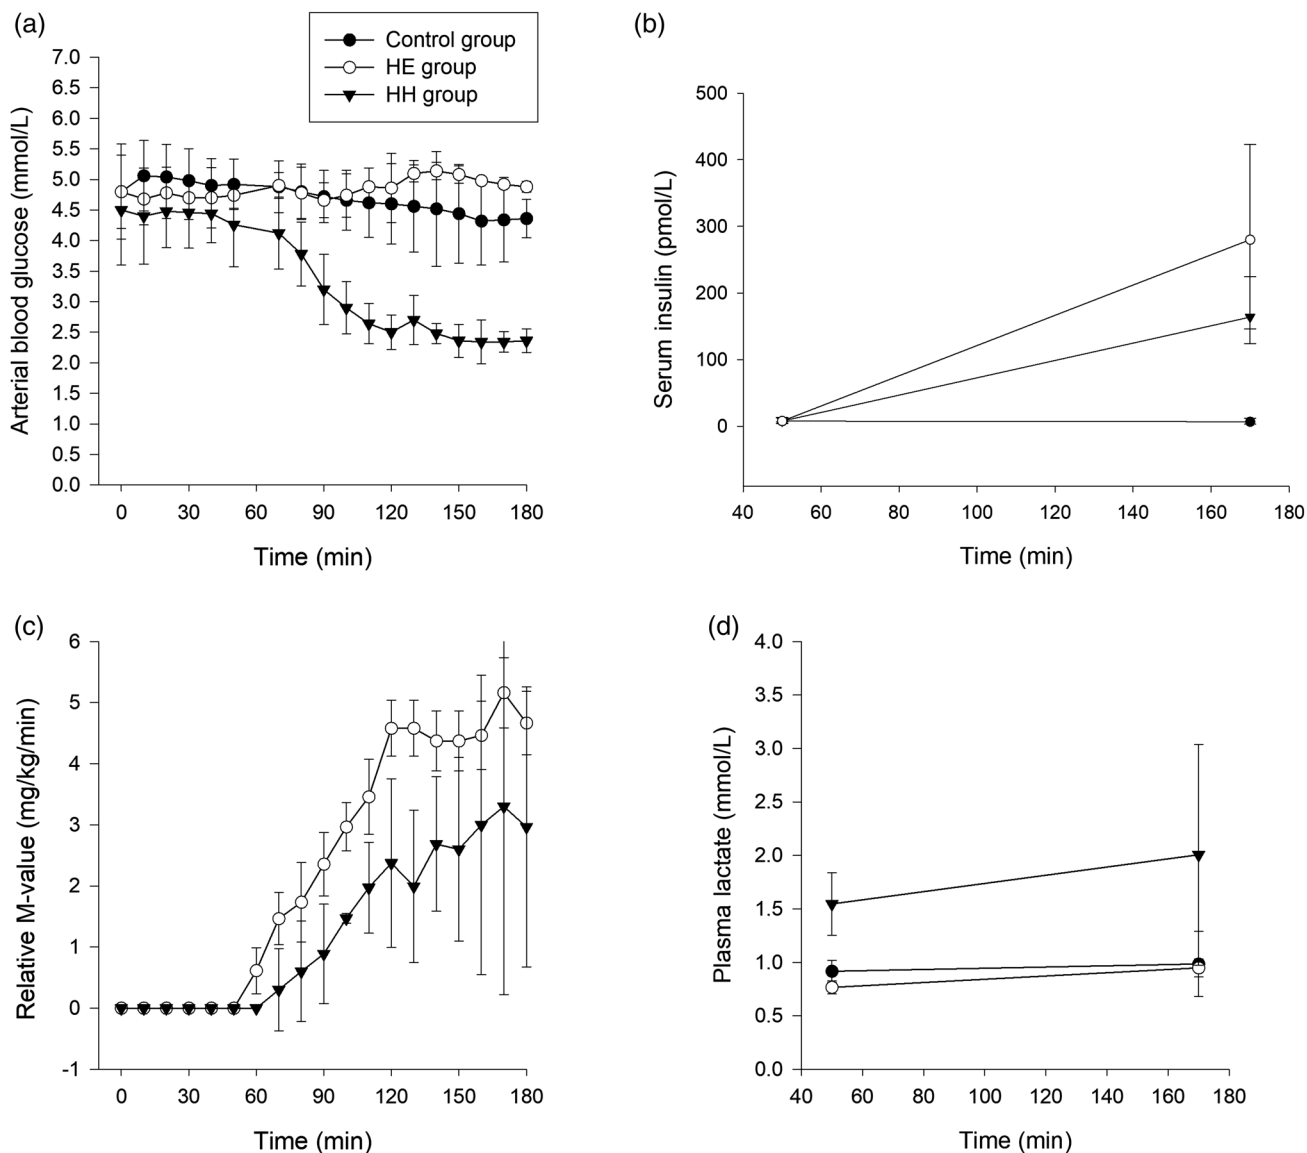 (a)
Control group
HE group
HH group
7.0
6.5
6.0
5.5
5.0
4.5
4.0
3.5
3.0
2.5
2.0
1.5
1.0
0.5
0.0
Arterial blood glucose (mmol/L)
0 30 60 90 120 150 180
Time (min)
(b)
500
400
300
200
100
0
Serum insulin (pmol/L)
40 60 80 100 120 140 160 180
Time (min)
(c)
6
5
4
3
2
1
0
-1
Relative M-value (mg/kg/min)
0 30 60 90 120 150 180
Time (min)
(d)
4.0
3.5
3.0
2.5
2.0
1.5
1.0
0.5
0.0
Plasma lactate (mmol/L)
40 60 80 100 120 140 160 180
Time (min)